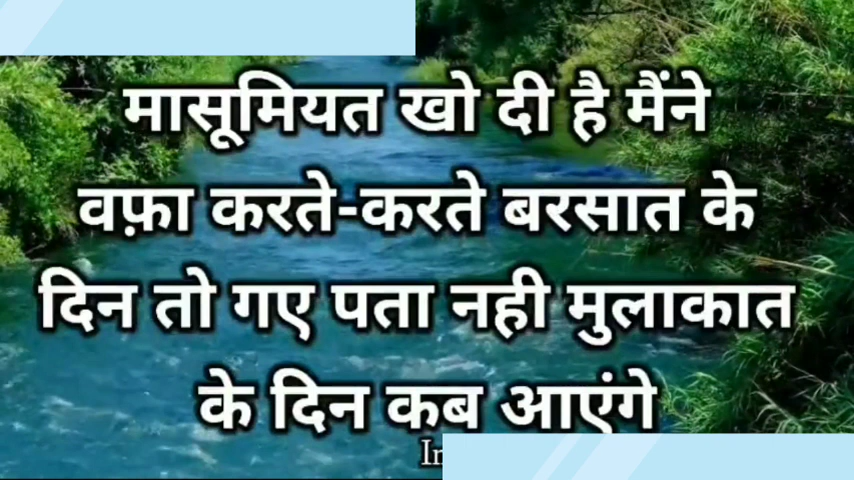 मासूमियत खो दी है मैंने
वफ़ा करते-करते बरसात के
दिन तो गए पता नही मुलाकात
के दिन कब आएंगे